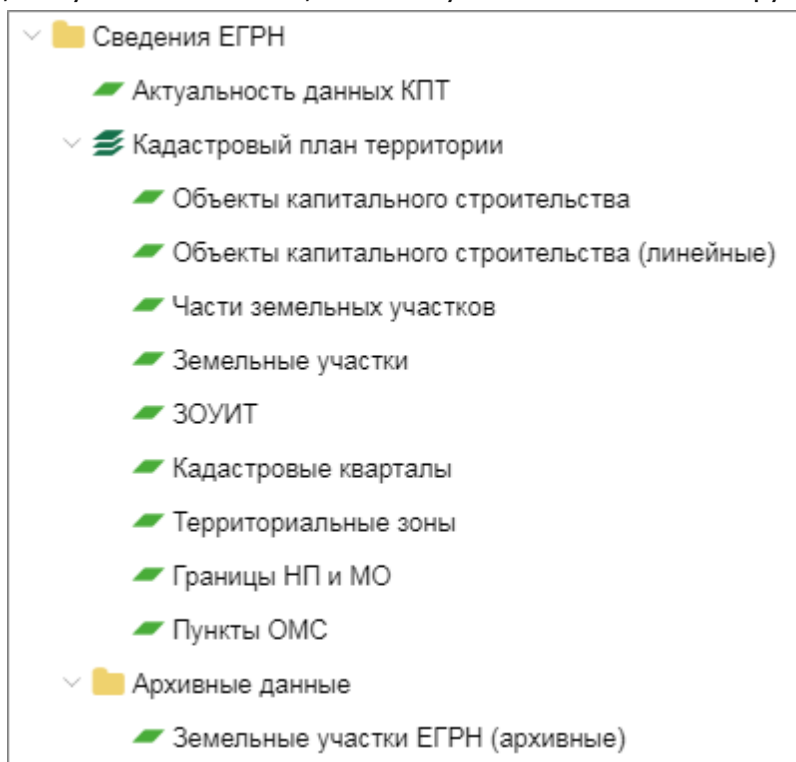 Сведения ЕГРН
Актуальность данных КПТ
Кадастровый план территории
Объекты капитального строительства
Объекты капитального строительства (линейные)
Части земельных участков
Земельные участки
ЗОУИТ
Кадастровые кварталы
Территориальные зоны
Границы НП и МО
Пункты ОМС
Архивные данные
Земельные участки ЕГРН (архивные)